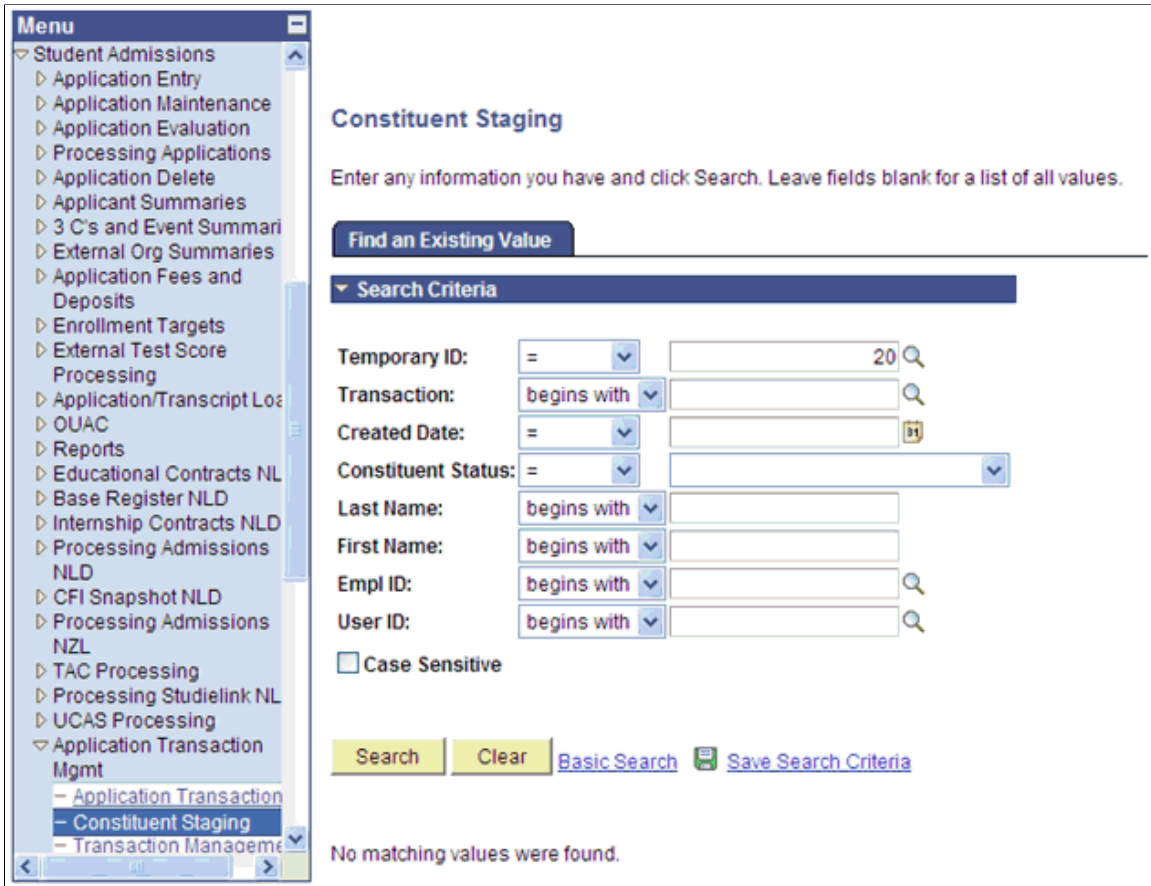 Menu
Student Admissions
Application Entry
Application Maintenance
Application Evaluation
Processing Applications
Application Delete
Applicant Summaries
3 C's and Event Summari
External Org Summaries
Application Fees and
Deposits
Enrollment Targets
External Test Score
Processing
Application/Transcript Loa
OUAC
Reports
Educational Contracts NL
Base Register NLD
Internship Contracts NLD
Processing Admissions
NLD
CFI Snapshot NLD
Processing Admissions
NZL
TAC Processing
Processing Studielink NL
UCAS Processing
Application Transaction
Mgmt
– Application Transaction
– Constituent Staging
– Transaction Manageme
Constituent Staging
Enter any information you have and click Search. Leave fields blank for a list of all values.
Find an Existing Value
Search Criteria
Temporary ID: = 20
Transaction: begins with
Created Date: = 31
Constituent Status: =
Last Name: begins with
First Name: begins with
Empl ID: begins with
User ID: begins with
Case Sensitive
Search Clear Basic Search Save Search Criteria
No matching values were found.